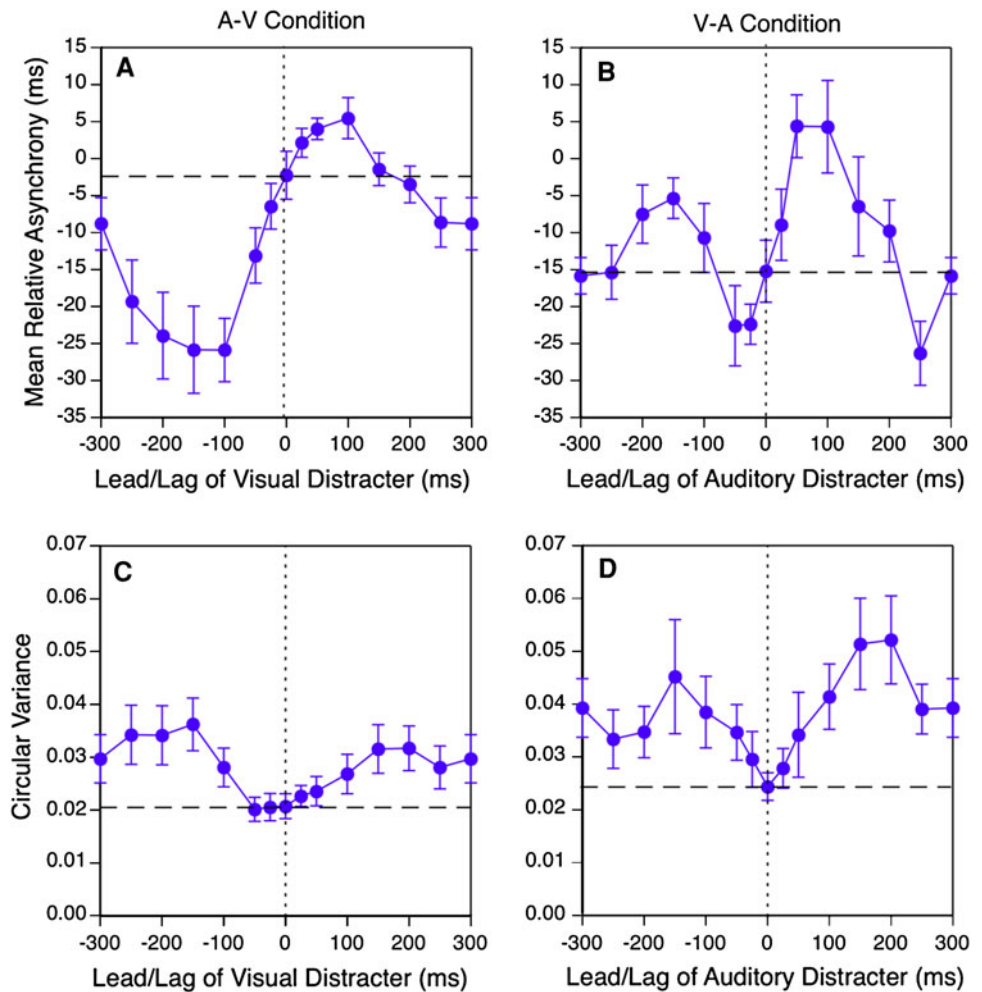 A-V Condition
V-A Condition
A
B
Mean Relative Asynchrony (ms)
15
10
5
0
-5
-10
-15
-20
-25
-30
-35
-300 -200 -100 0 100 200 300
Lead/Lag of Visual Distracter (ms)
15
10
5
0
-5
-10
-15
-20
-25
-30
-35
-300 -200 -100 0 100 200 300
Lead/Lag of Auditory Distracter (ms)
C
D
Circular Variance
0.07
0.06
0.05
0.04
0.03
0.02
0.01
0.00
-300 -200 -100 0 100 200 300
Lead/Lag of Visual Distracter (ms)
0.07
0.06
0.05
0.04
0.03
0.02
0.01
0.00
-300 -200 -100 0 100 200 300
Lead/Lag of Auditory Distracter (ms)